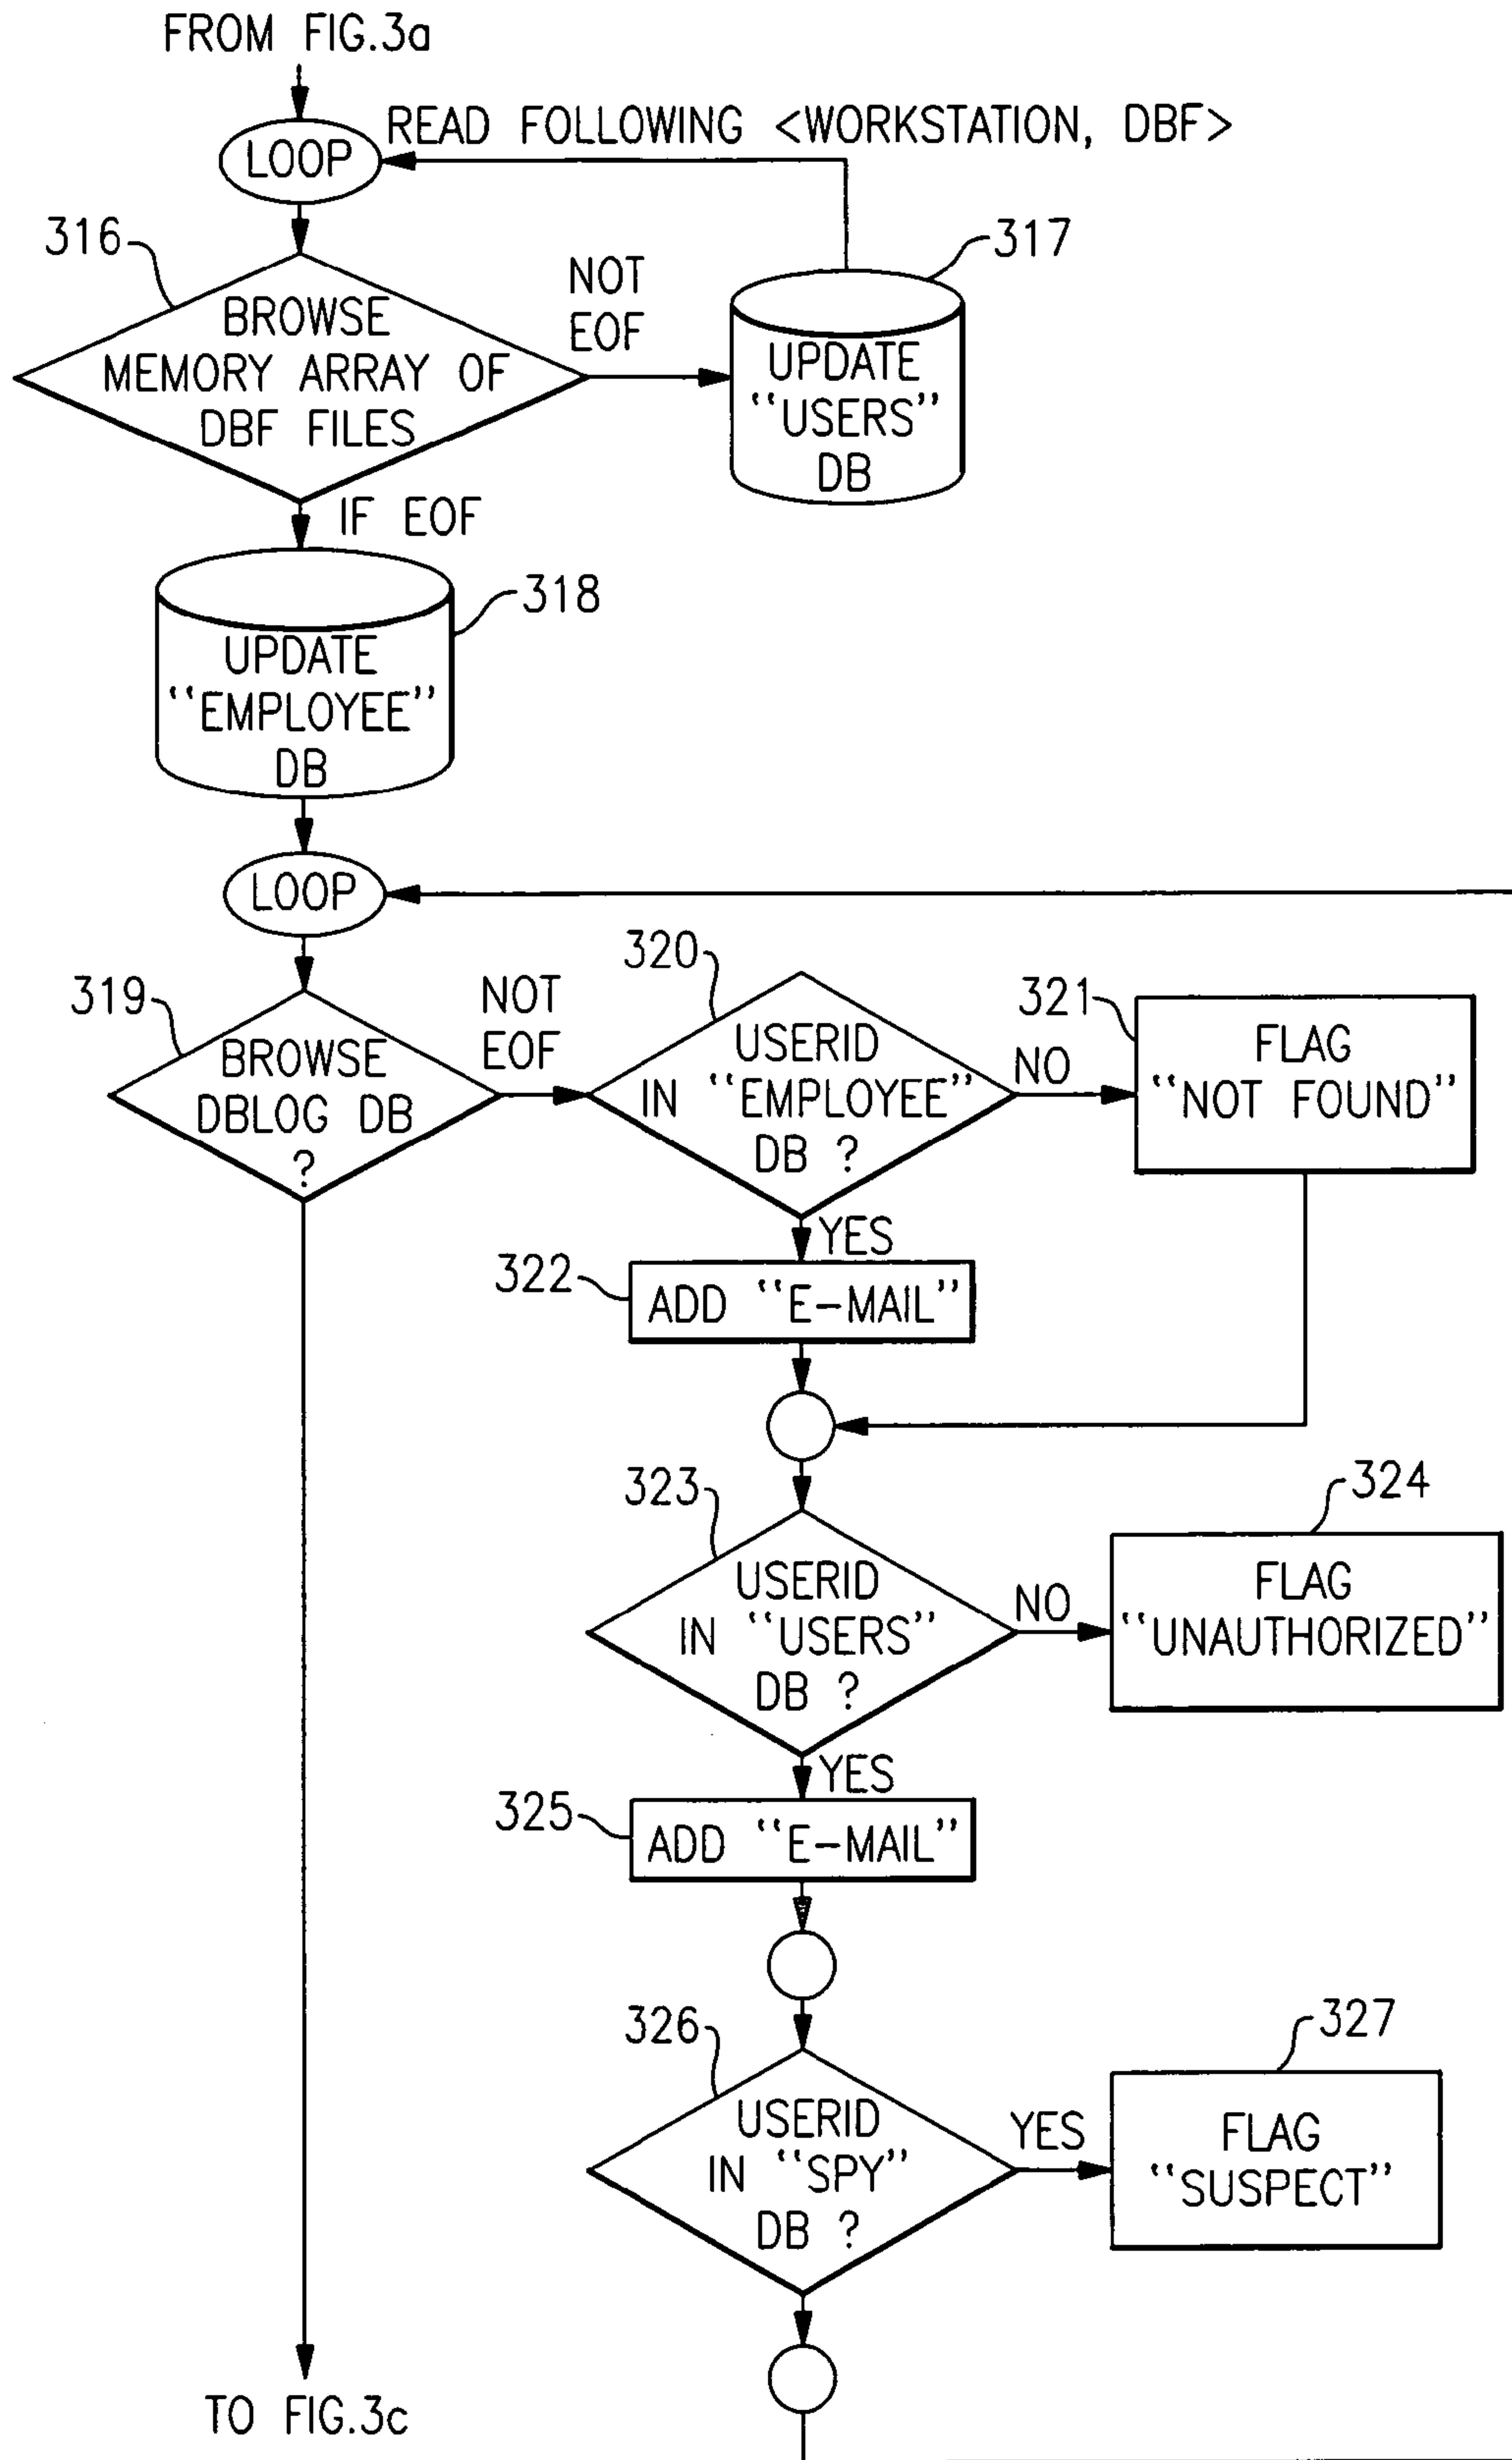 FROM FIG.3a
LOOP
READ FOLLOWING <WORKSTATION, DBF>
316
BROWSE
MEMORY ARRAY OF
DBF FILES
NOT
EOF
317
UPDATE
‘‘USERS’’
DB
IF EOF
318
UPDATE
‘‘EMPLOYEE’’
DB
LOOP
319
BROWSE
DBLOG DB
?
NOT
EOF
320
USERID
IN ‘‘EMPLOYEE’’
DB ?
NO
321
FLAG
‘‘NOT FOUND’’
YES
322
ADD ‘‘E-MAIL’’
323
USERID
IN ‘‘USERS’’
DB ?
NO
324
FLAG
‘‘UNAUTHORIZED’’
YES
325
ADD ‘‘E-MAIL’’
326
USERID
IN ‘‘SPY’’
DB ?
YES
327
FLAG
‘‘SUSPECT’’
TO FIG.3c